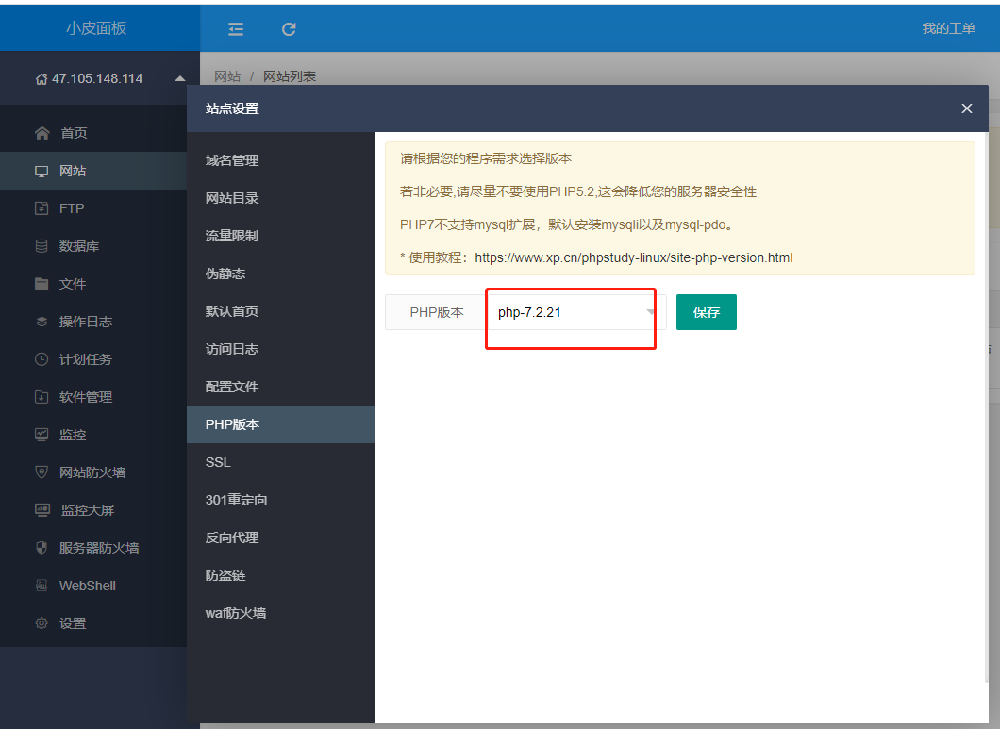 小皮面板
我的工单
47.105.148.114
网站 / 网站列表
首页
网站
FTP
数据库
文件
操作日志
计划任务
软件管理
监控
网站防火墙
监控大屏
服务器防火墙
WebShell
设置
站点设置
域名管理
网站目录
流量限制
伪静态
默认首页
访问日志
配置文件
PHP版本
SSL
301重定向
反向代理
防盗链
waf防火墙
请根据您的程序需求选择版本
若非必要,请尽量不要使用PHP5.2,这会降低您的服务器安全性
PHP7不支持mysql扩展，默认安装mysqli以及mysql-pdo。
* 使用教程：https://www.xp.cn/phpstudy-linux/site-php-version.html
PHP版本 php-7.2.21 保存